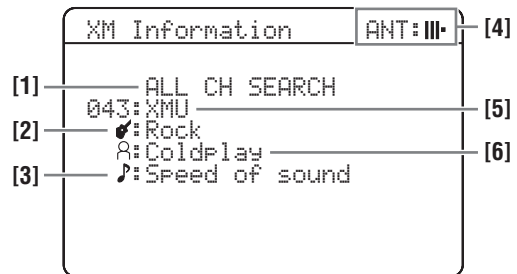 XM Information ANT: [4]
[1] ALL CH SEARCH
043:XMU [5]
[2] :Rock
:Coldplay [6]
[3] :Speed of sound